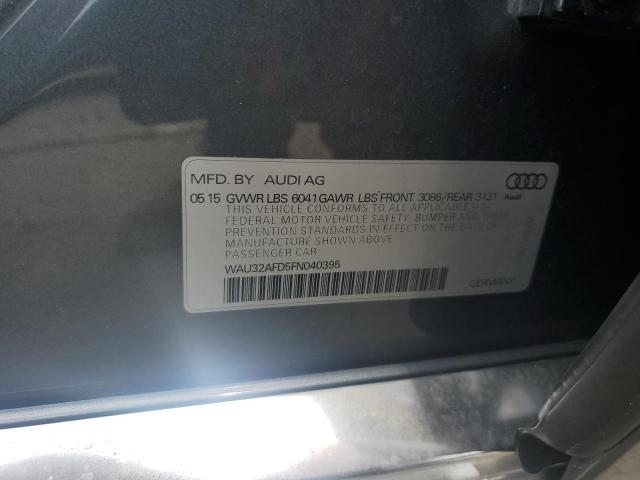 MFD. BY AUDI AG
05 15 GVWR LBS 6041 GAWR LBS FRONT 3086/REAR 3131
THIS VEHICLE CONFORMS TO ALL APPLICABLE U.S.
FEDERAL MOTOR VEHICLE SAFETY, BUMPER AND THEFT
PREVENTION STANDARDS IN EFFECT ON THE DATE OF
MANUFACTURE SHOWN ABOVE
PASSENGER CAR
WAU32AFD5FN040395
Audi
GERMANY